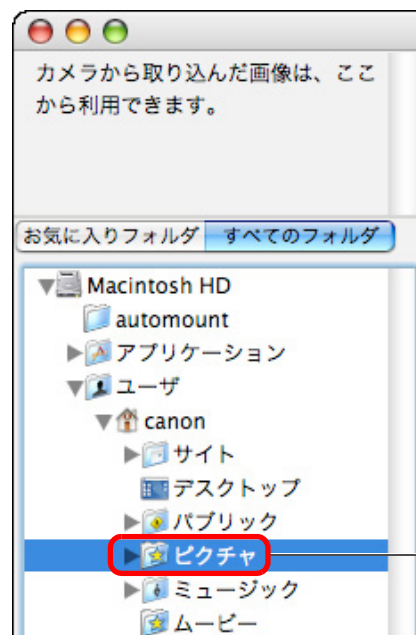 カメラから取り込んだ画像は、ここ
から利用できます。
お気に入りフォルダ すべてのフォルダ
Macintosh HD
automount
アプリケーション
ユーザ
canon
サイト
デスクトップ
パブリック
ピクチャ
ミュージック
ムービー